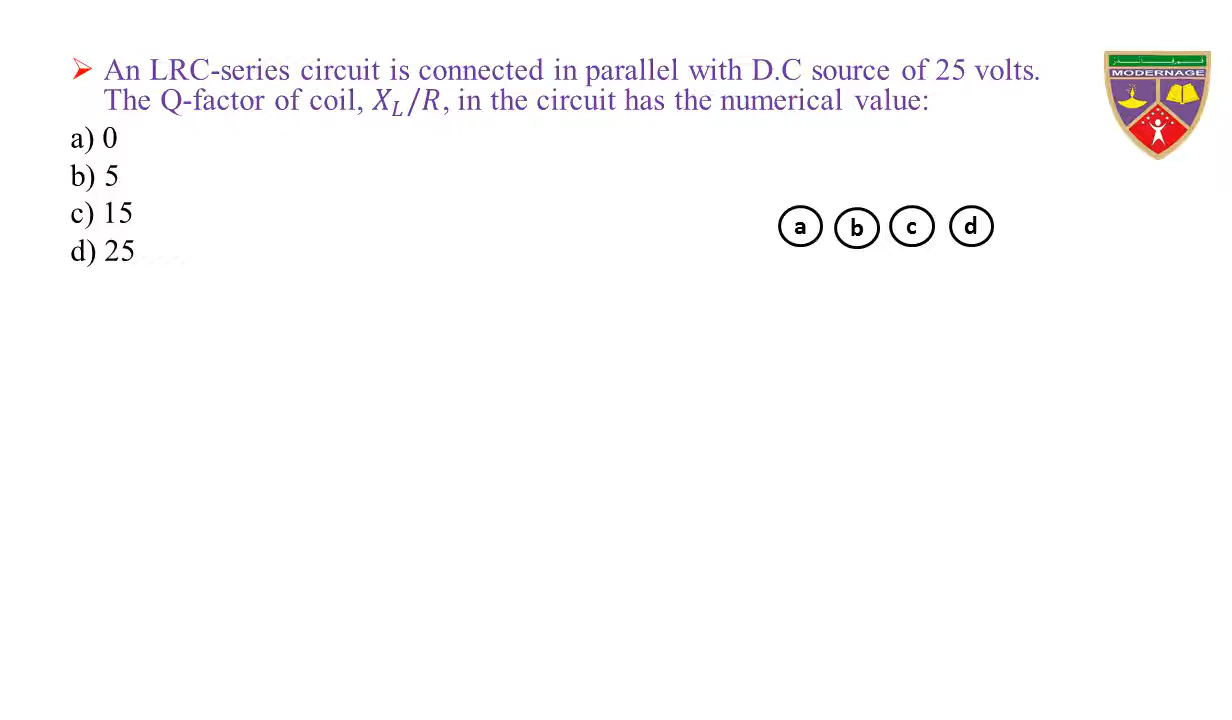 ➢ An LRC-series circuit is connected in parallel with D.C source of 25 volts.
The Q-factor of coil, X_L/R, in the circuit has the numerical value:
a) 0
b) 5
c) 15
d) 25
a b c d
MODERNAGE